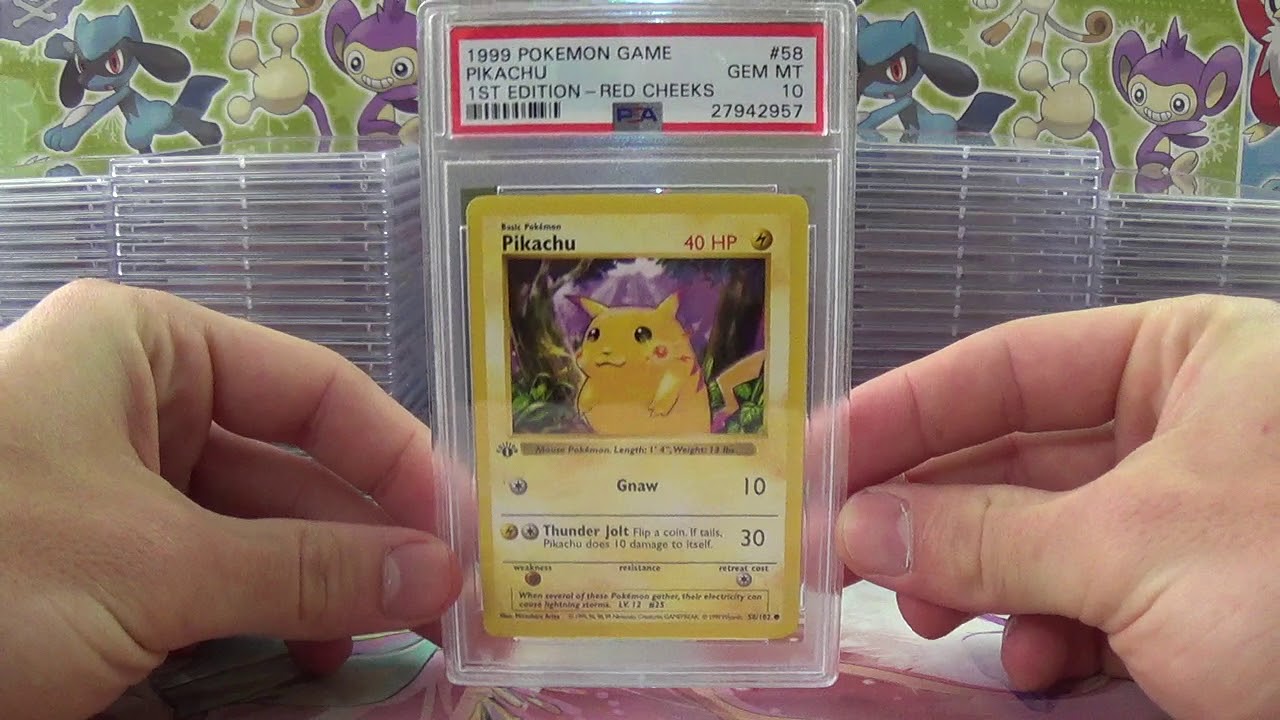 1999 POKEMON GAME #58
PIKACHU GEM MT
1ST EDITION - RED CHEEKS 10
PSA 27942957
Basic Pokémon
Pikachu 40 HP
Mouse Pokémon. Length: 1' 4", Weight: 13 lbs.
Gnaw 10
Thunder Jolt Flip a coin. If tails, 30
Pikachu does 10 damage to itself.
weakness resistance retreat cost
When several of these Pokémon gather, their electricity can
cause lightning storms. LV. 12 #25
Illus. Mitsuhiro Arita 58/102